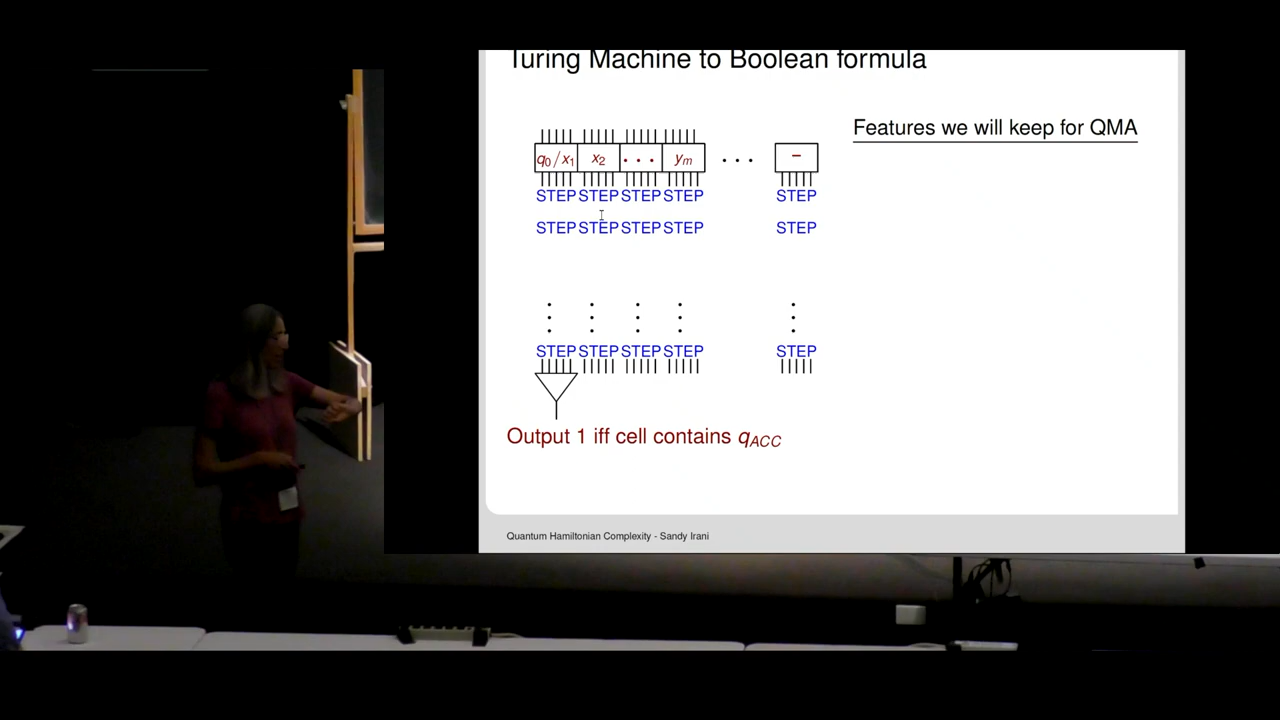 Turing Machine to Boolean formula
Features we will keep for QMA
q0/x1 x2 ... ym ... –
STEP STEP STEP STEP STEP
STEP STEP STEP STEP STEP
STEP STEP STEP STEP STEP
Output 1 iff cell contains qACC
Quantum Hamiltonian Complexity - Sandy Irani